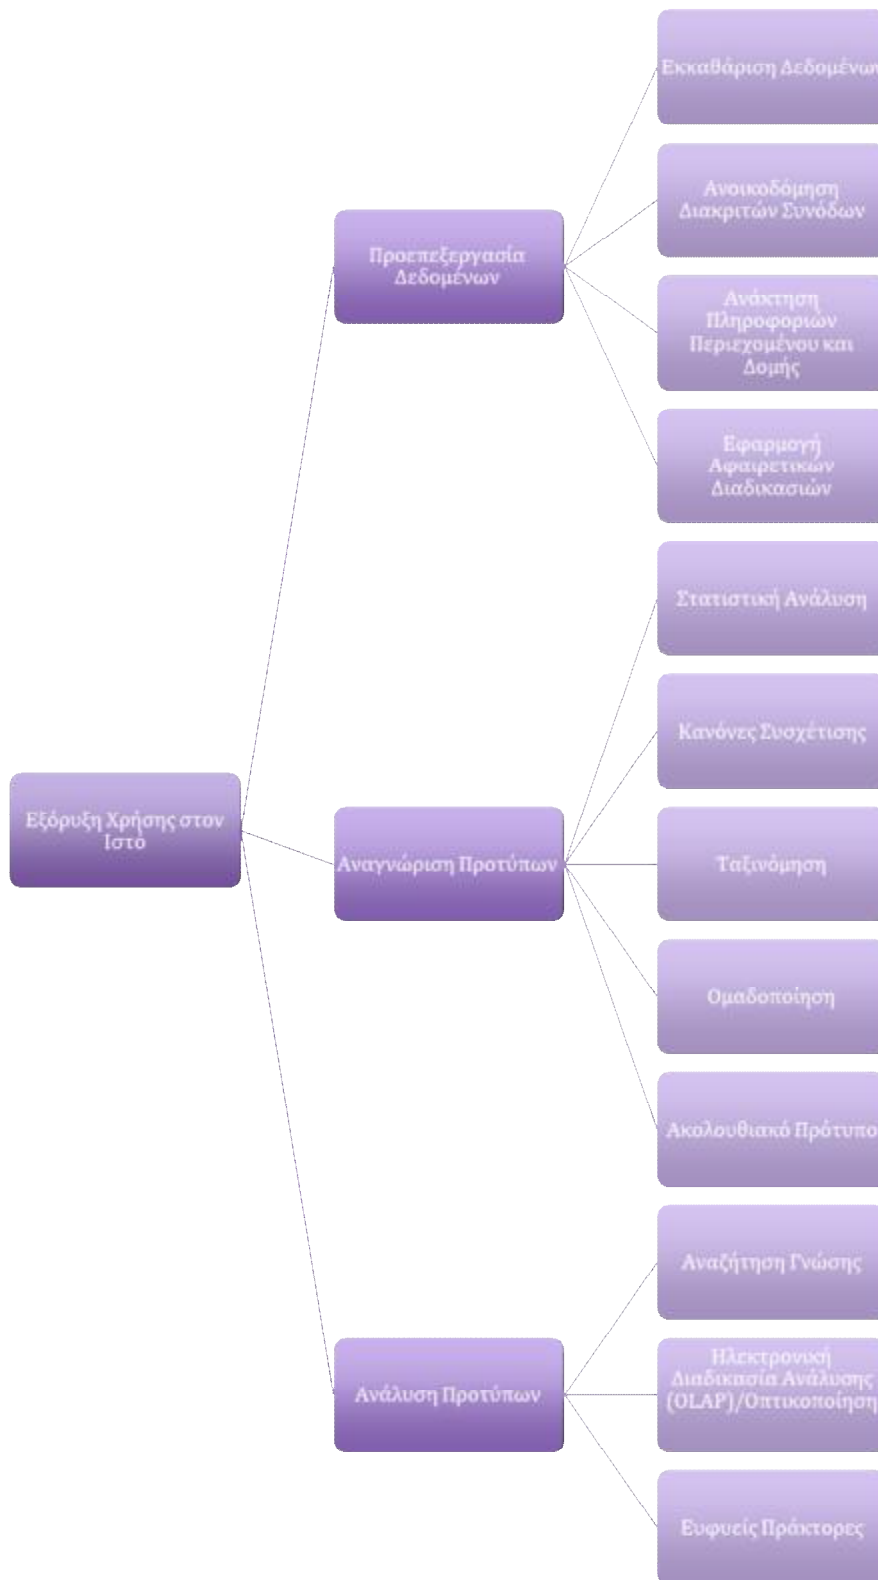 Εξόρυξη Χρήσης στον
Ιστο
Προεπεξεργασία
Δεδομένων
Εκκαθάριση Δεδομένων
Ανοικοδόμηση
Διακριτών Συνόδων
Ανάκτηση
Πληροφοριών
Περιεχομένου και
Δομής
Εφαρμογή
Αφαιρετικών
Διαδικασιών
Αναγνώριση Προτύπων
Στατιστική Ανάλυση
Κανόνες Συσχέτισης
Ταξινόμηση
Ομαδοποίηση
Ακολουθιακό Πρότυπο
Ανάλυση Προτύπων
Αναζήτηση Γνώσης
Ηλεκτρονική
Διαδικασία Ανάλυσης
(OLAP)/Οπτικοποίηση
Ευφυείς Πράκτορες